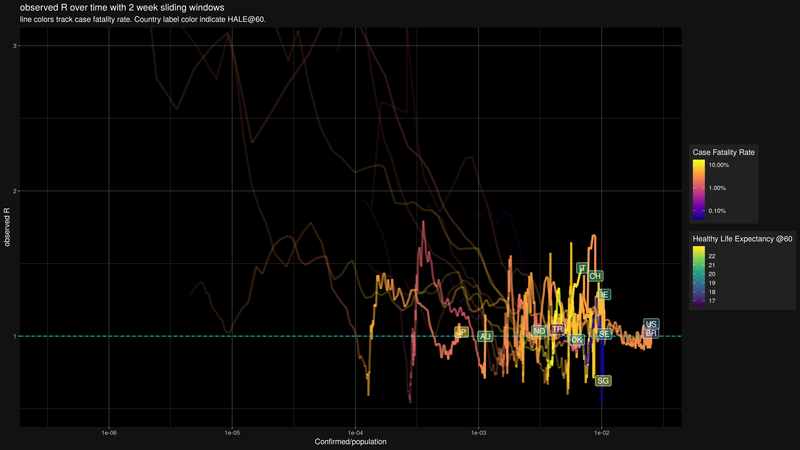 observed R over time with 2 week sliding windows
line colors track case fatality rate. Country label color indicate HALE@60.
observed R
3
2
1
IT
CH
IE
JP
AU
NO
TR
DK
SE
US
BR
SG
1e-06
1e-05
1e-04
1e-03
1e-02
Confirmed/population
Case Fatality Rate
10.00%
1.00%
0.10%
Healthy Life Expectancy @60
22
21
20
19
18
17